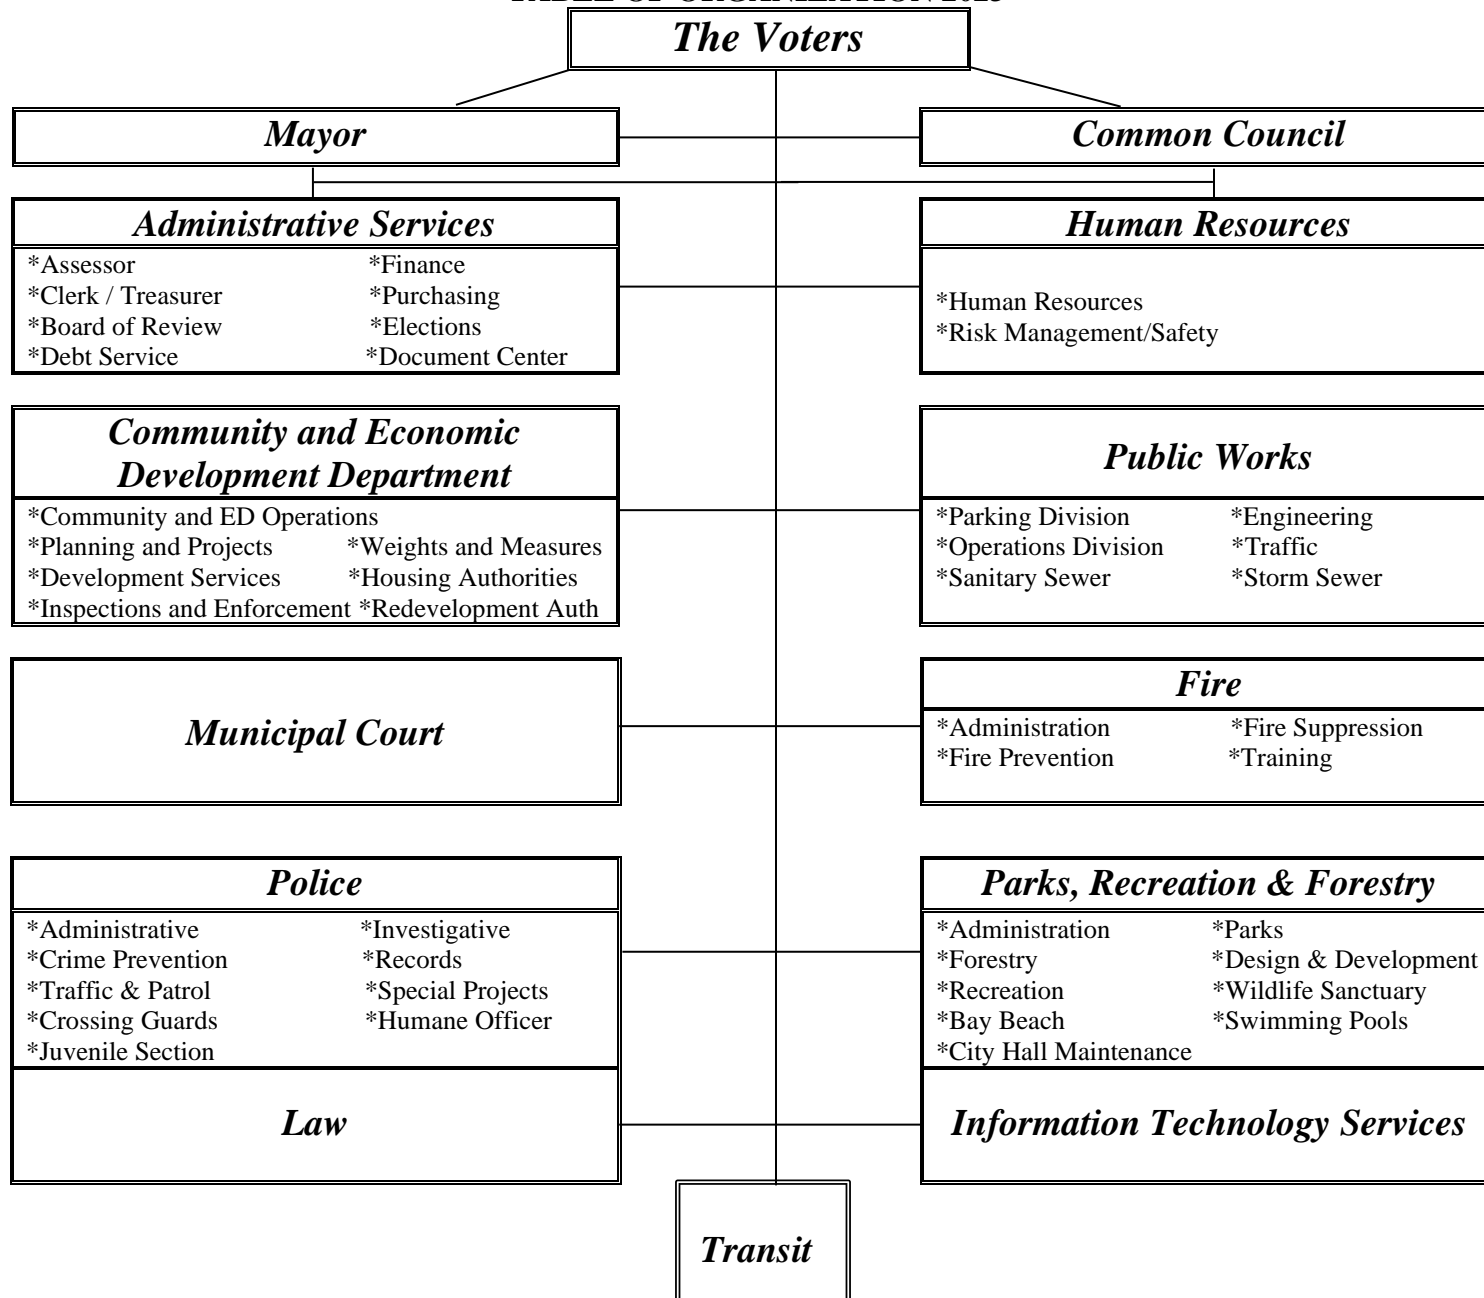 The Voters
Mayor
Common Council
Administrative Services
*Assessor *Finance
*Clerk / Treasurer *Purchasing
*Board of Review *Elections
*Debt Service *Document Center
Human Resources
*Human Resources
*Risk Management/Safety
Community and Economic
Development Department
*Community and ED Operations
*Planning and Projects *Weights and Measures
*Development Services *Housing Authorities
*Inspections and Enforcement *Redevelopment Auth
Public Works
*Parking Division *Engineering
*Operations Division *Traffic
*Sanitary Sewer *Storm Sewer
Municipal Court
Fire
*Administration *Fire Suppression
*Fire Prevention *Training
Police
*Administrative *Investigative
*Crime Prevention *Records
*Traffic & Patrol *Special Projects
*Crossing Guards *Humane Officer
*Juvenile Section
Parks, Recreation & Forestry
*Administration *Parks
*Forestry *Design & Development
*Recreation *Wildlife Sanctuary
*Bay Beach *Swimming Pools
*City Hall Maintenance
Law
Information Technology Services
Transit